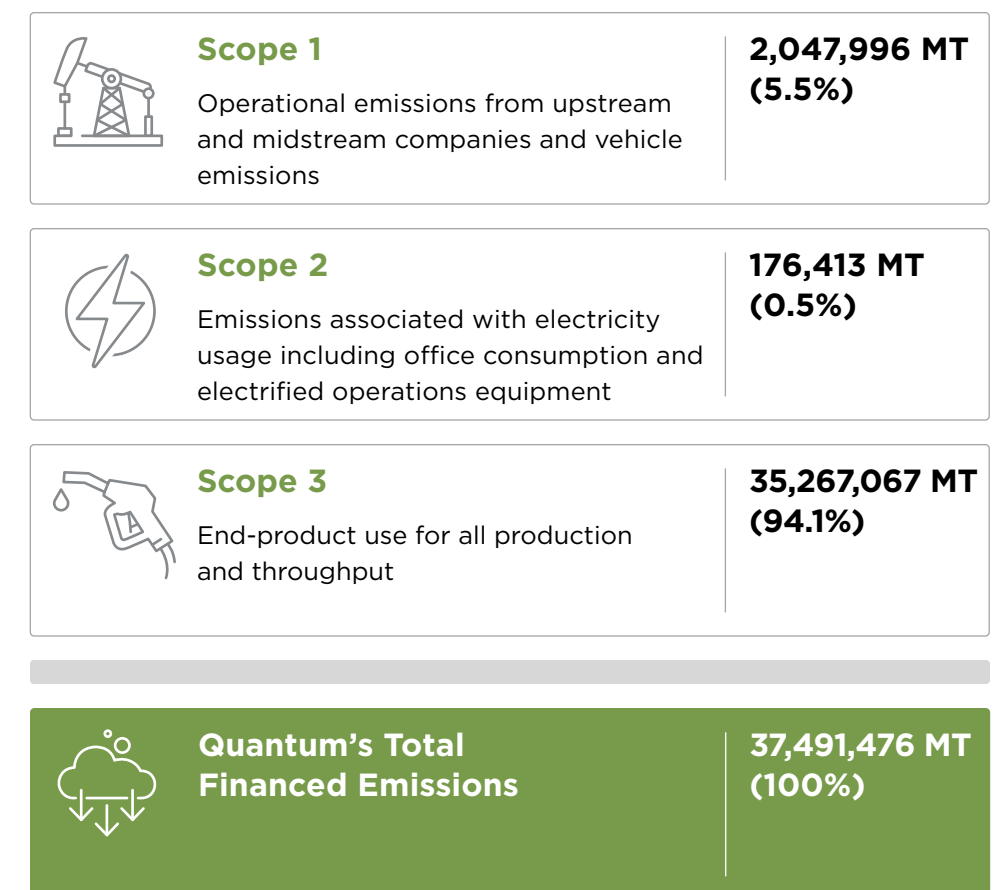 Scope 1
2,047,996 MT
(5.5%)
Operational emissions from upstream
and midstream companies and vehicle
emissions
Scope 2
176,413 MT
(0.5%)
Emissions associated with electricity
usage including office consumption and
electrified operations equipment
Scope 3
35,267,067 MT
(94.1%)
End-product use for all production
and throughput
Quantum’s Total
Financed Emissions
37,491,476 MT
(100%)